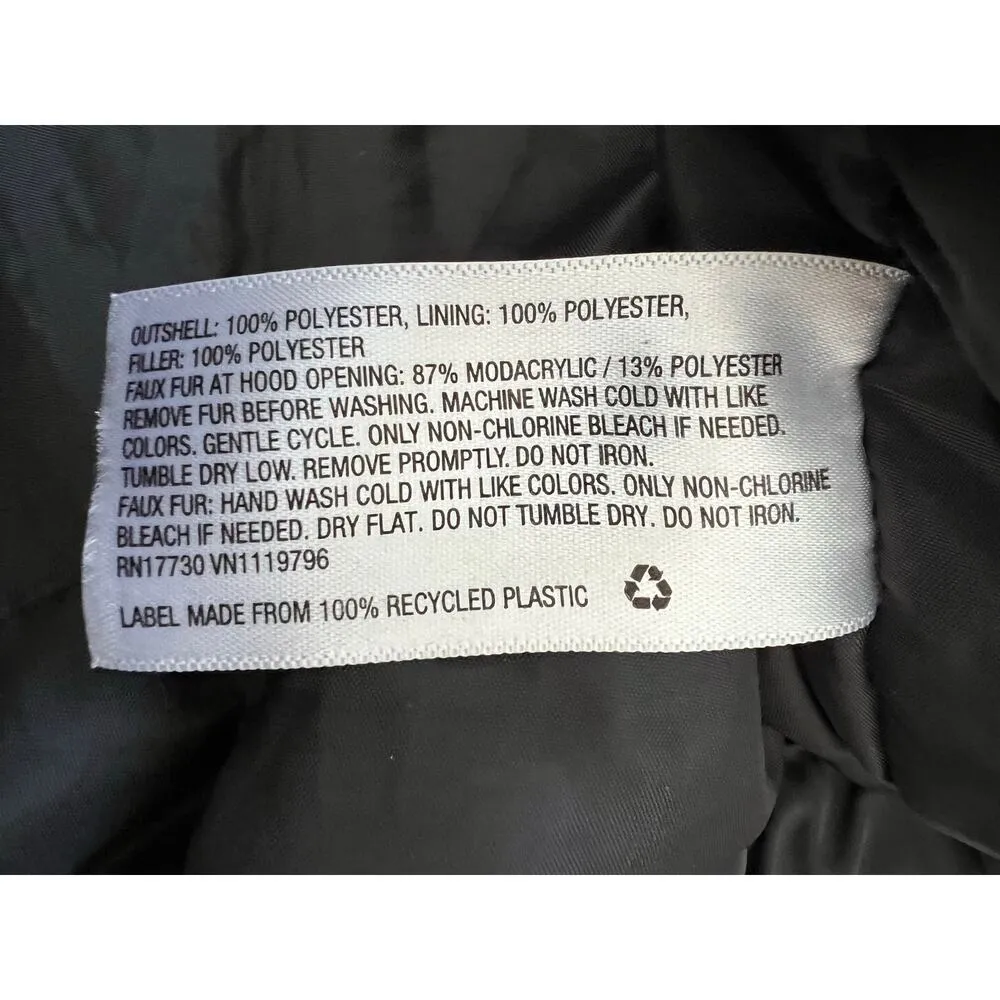 OUTSHELL: 100% POLYESTER, LINING: 100% POLYESTER,
FILLER: 100% POLYESTER
FAUX FUR AT HOOD OPENING: 87% MODACRYLIC / 13% POLYESTER
REMOVE FUR BEFORE WASHING. MACHINE WASH COLD WITH LIKE
COLORS. GENTLE CYCLE. ONLY NON-CHLORINE BLEACH IF NEEDED.
TUMBLE DRY LOW. REMOVE PROMPTLY. DO NOT IRON.
FAUX FUR: HAND WASH COLD WITH LIKE COLORS. ONLY NON-CHLORINE
BLEACH IF NEEDED. DRY FLAT. DO NOT TUMBLE DRY. DO NOT IRON.
RN17730 VN1119796
LABEL MADE FROM 100% RECYCLED PLASTIC